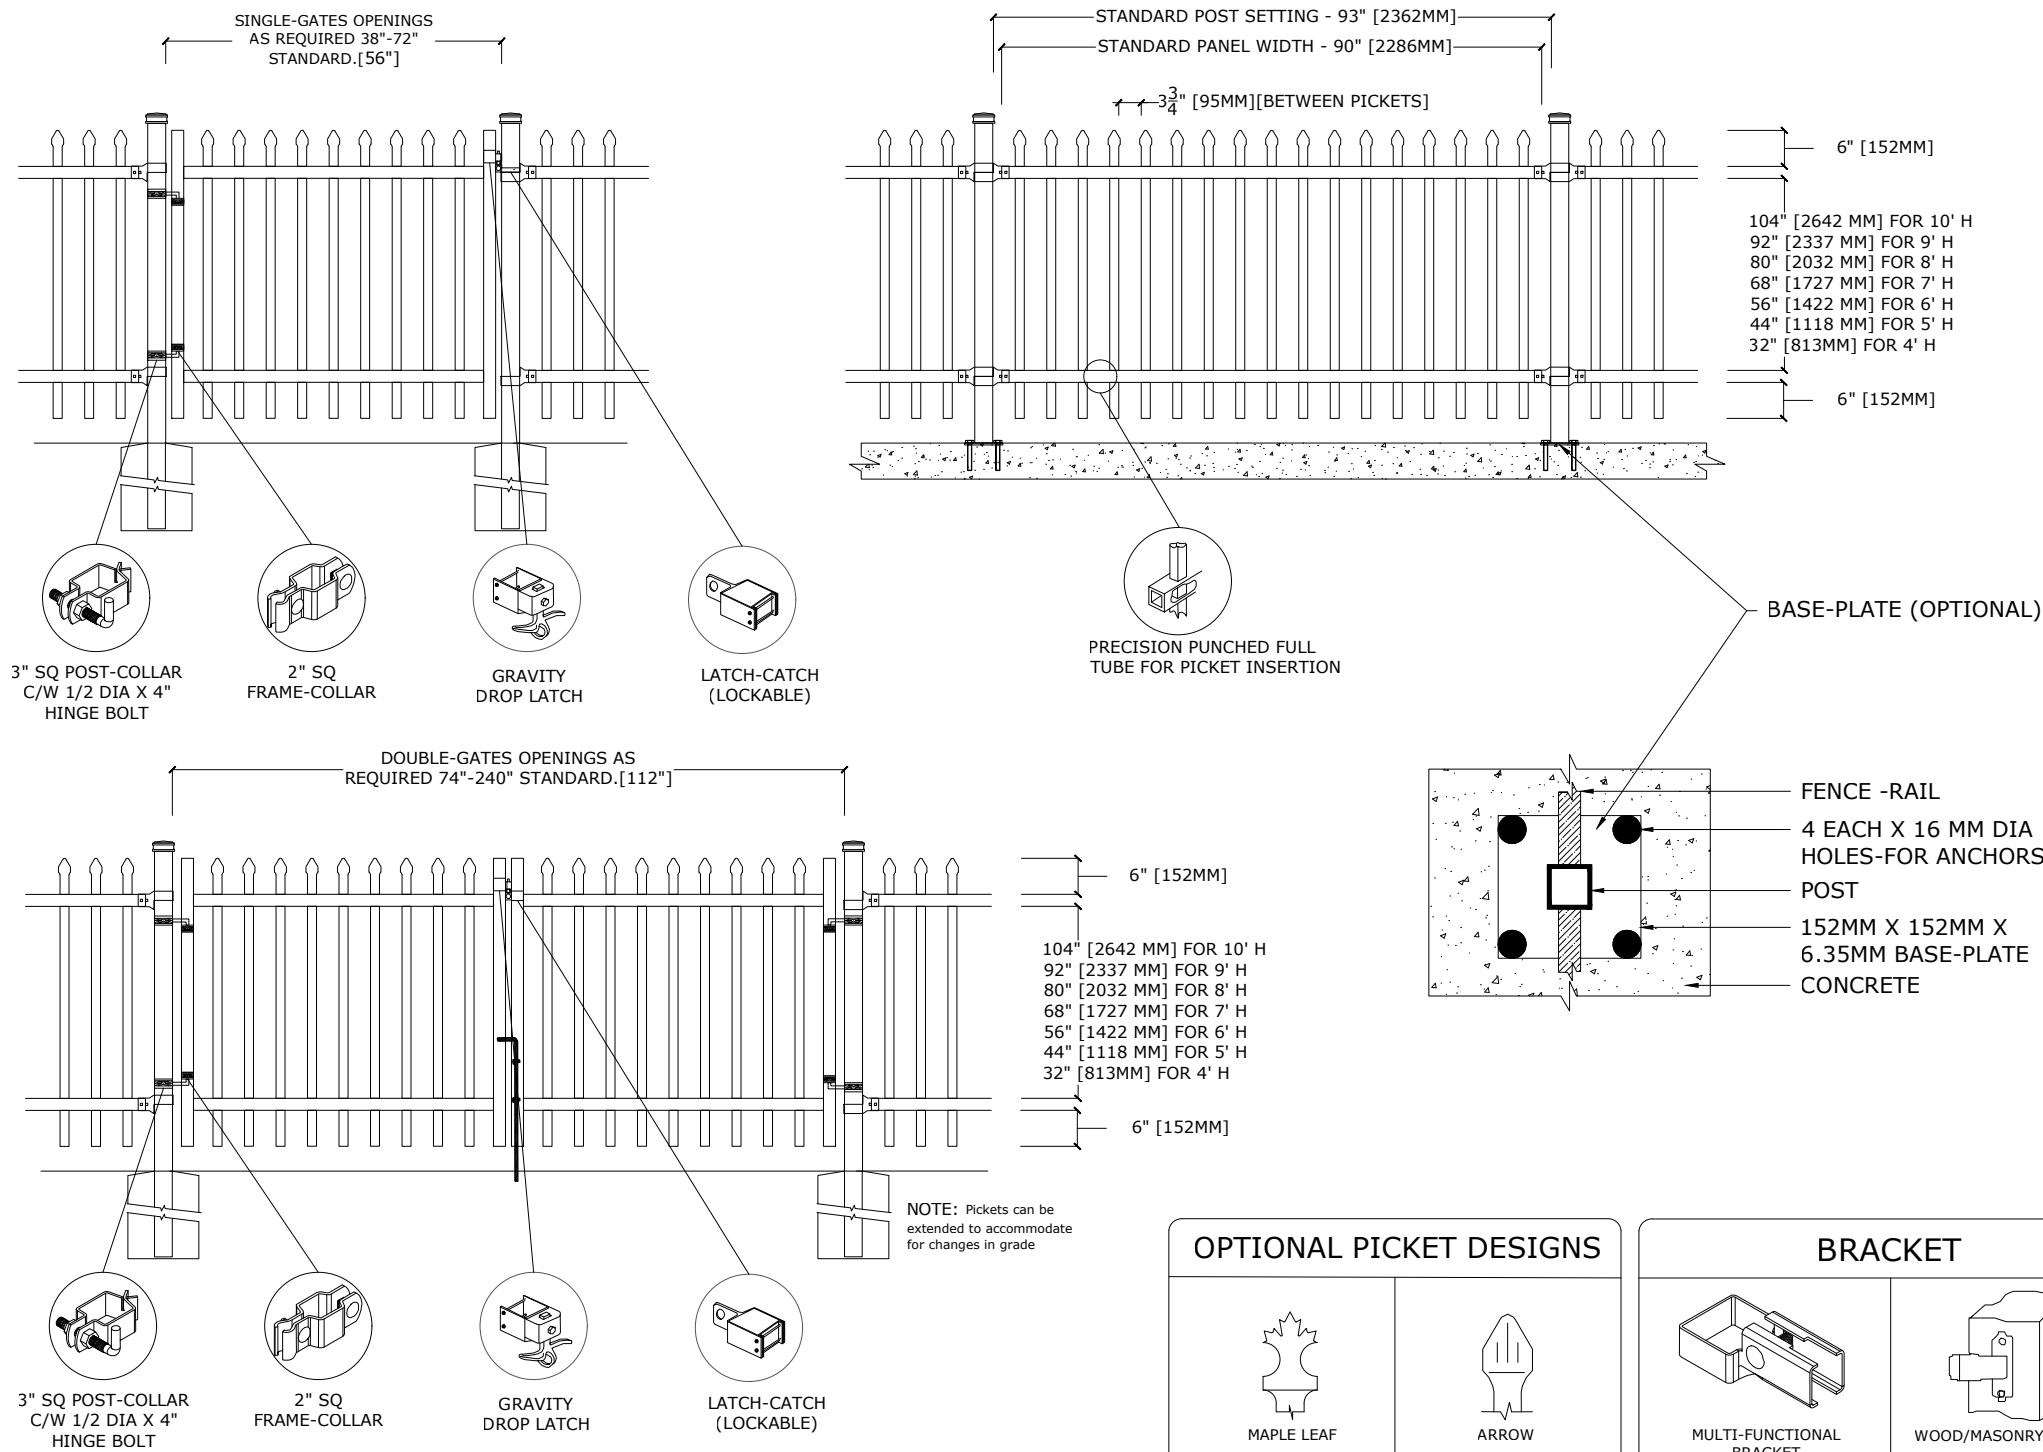 SINGLE-GATES OPENINGS
AS REQUIRED 38"-72"
STANDARD.[56"]
STANDARD POST SETTING - 93" [2362MM]
STANDARD PANEL WIDTH - 90" [2286MM]
3 3/4" [95MM][BETWEEN PICKETS]
6" [152MM]
104" [2642 MM] FOR 10' H
92" [2337 MM] FOR 9' H
80" [2032 MM] FOR 8' H
68" [1727 MM] FOR 7' H
56" [1422 MM] FOR 6' H
44" [1118 MM] FOR 5' H
32" [813MM] FOR 4' H
6" [152MM]
3" SQ POST-COLLAR
C/W 1/2 DIA X 4"
HINGE BOLT
2" SQ
FRAME-COLLAR
GRAVITY
DROP LATCH
LATCH-CATCH
(LOCKABLE)
PRECISION PUNCHED FULL
TUBE FOR PICKET INSERTION
BASE-PLATE (OPTIONAL)
FENCE -RAIL
4 EACH X 16 MM DIA
HOLES-FOR ANCHORS
POST
152MM X 152MM X
6.35MM BASE-PLATE
CONCRETE
DOUBLE-GATES OPENINGS AS
REQUIRED 74"-240" STANDARD.[112"]
6" [152MM]
104" [2642 MM] FOR 10' H
92" [2337 MM] FOR 9' H
80" [2032 MM] FOR 8' H
68" [1727 MM] FOR 7' H
56" [1422 MM] FOR 6' H
44" [1118 MM] FOR 5' H
32" [813MM] FOR 4' H
6" [152MM]
NOTE: Pickets can be
extended to accommodate
for changes in grade
3" SQ POST-COLLAR
C/W 1/2 DIA X 4"
HINGE BOLT
2" SQ
FRAME-COLLAR
GRAVITY
DROP LATCH
LATCH-CATCH
(LOCKABLE)
OPTIONAL PICKET DESIGNS
MAPLE LEAF
ARROW
BRACKET
MULTI-FUNCTIONAL
BRACKET
WOOD/MASONRY